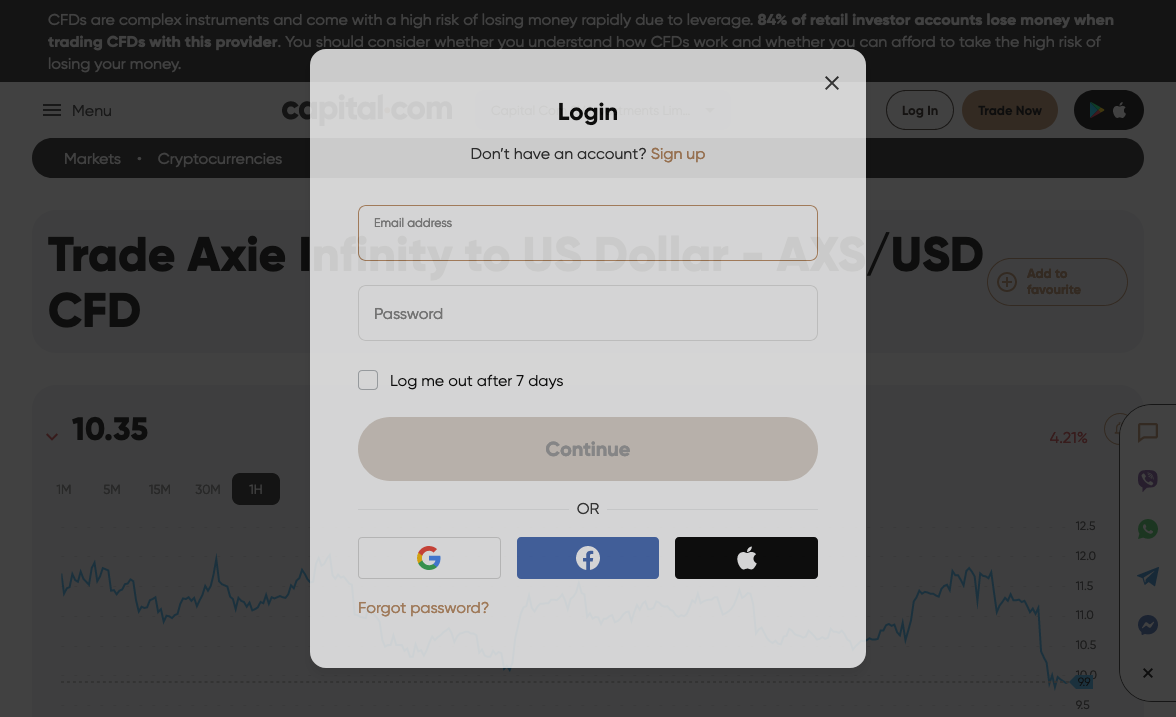 CFDs are complex instruments and come with a high risk of losing money rapidly due to leverage. 84% of retail investor accounts lose money when
trading CFDs with this provider. You should consider whether you understand how CFDs work and whether you can afford to take the high risk of
losing your money.
Menu
capital.com
Log In
Trade Now
Markets • Cryptocurrencies
Login
Don't have an account? Sign up
Email address
Password
Log me out after 7 days
Continue
OR
Forgot password?
Trade Axie Infinity to US Dollar - AXS/USD
CFD
Add to
favourite
10.35
4.21%
1M 5M 15M 30M 1H
12.5
12.0
11.5
11.0
10.5
10.0
9.9
9.5